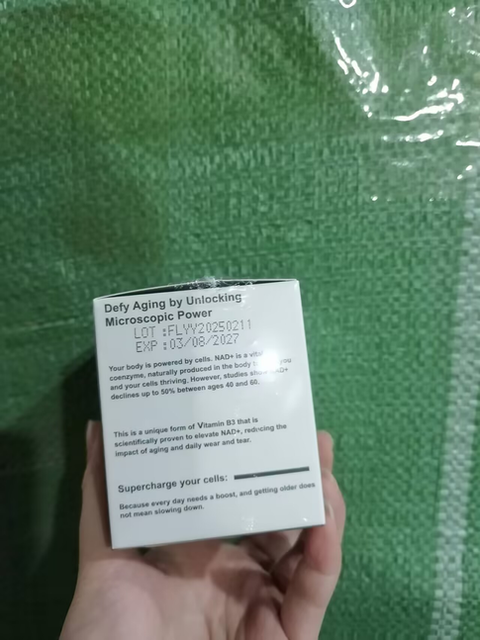 Defy Aging by Unlocking
Microscopic Power
LOT :FLYY20250211
EXP :03/08/2027
Your body is powered by cells. NAD+ is a vital
coenzyme, naturally produced in the body you
and your cells thriving. However, studies NAD+
declines up to 50% between ages 40 and 60.
This is a unique form of Vitamin B3 that is
scientifically proven to elevate NAD+, reducing the
impact of aging and daily wear and tear.
Supercharge your cells:
Because every day needs a boost, and getting older does
not mean slowing down.